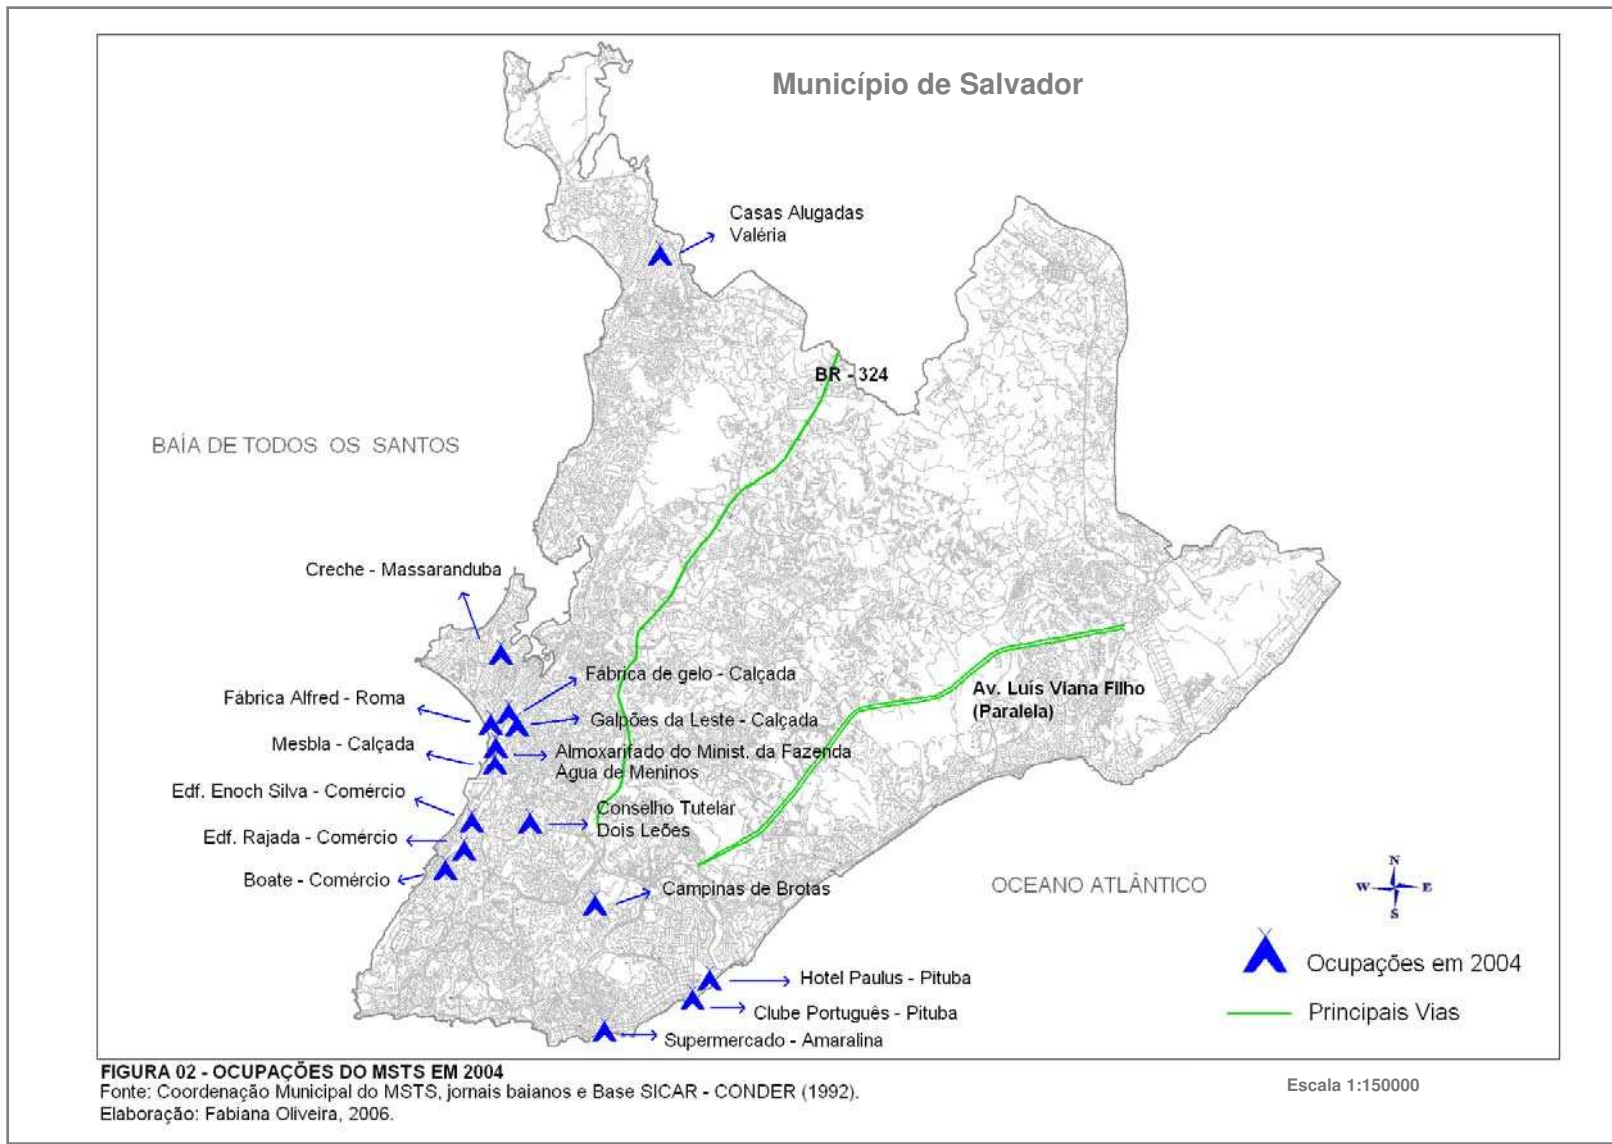 Município de Salvador
Casas Alugadas
Valéria
BR - 324
BAÍA DE TODOS OS SANTOS
Creche - Massaranduba
Fábrica de gelo - Calçada
Fábrica Alfred - Roma
Galpões da Leste - Calçada
Mesbla - Calçada
Almoxarifado do Minist. da Fazenda
Agua de Meninos
Av. Luís Viana Filho
(Paralela)
Edf. Enoch Silva - Comércio
Conselho Tutelar
Dois Leões
Edf. Rajada - Comércio
Boate - Comércio
Campinas de Brotas
OCEANO ATLÂNTICO
N
W
E
S
Hotel Paulus - Pituba
Clube Português - Pituba
Supermercado - Amaralina
Ocupações em 2004
Principais Vias
FIGURA 02 - OCUPAÇÕES DO MSTS EM 2004
Fonte: Coordenação Municipal do MSTS, jornais baianos e Base SICAR - CONDER (1992).
Elaboração: Fabiana Oliveira, 2006.
Escala 1:150000